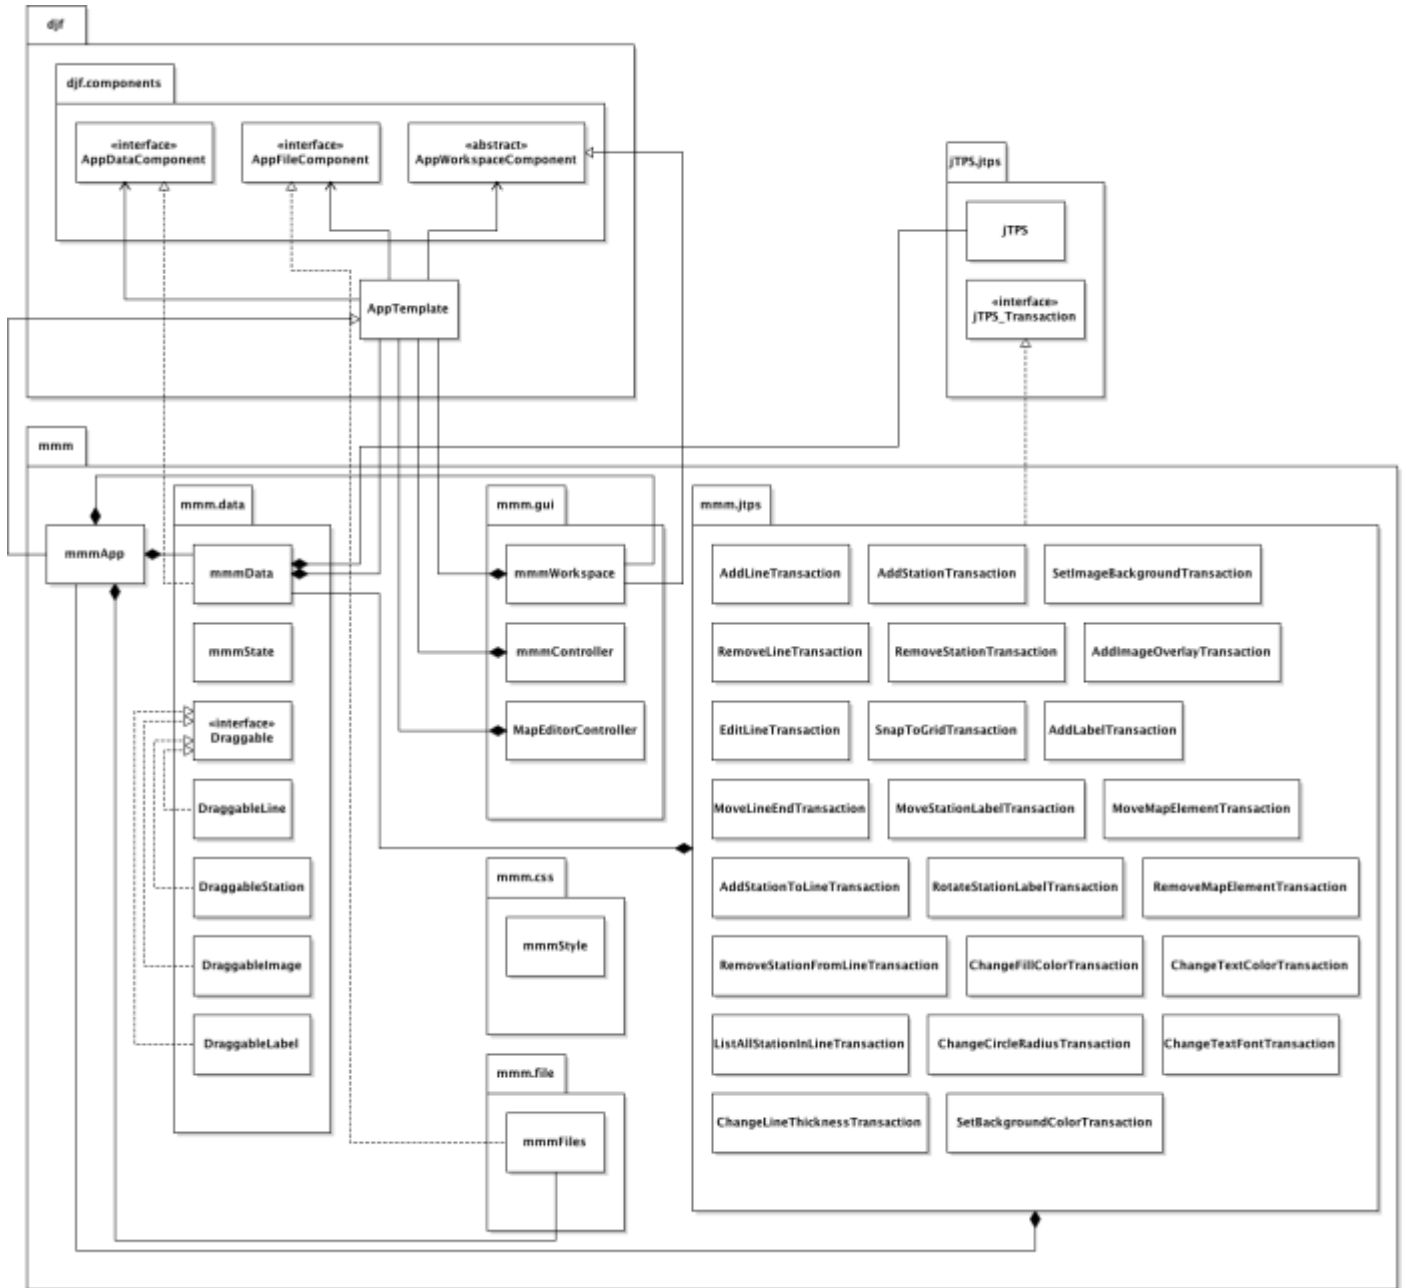 djf
djf.components
«interface»
AppDataComponent
«interface»
AppFileComponent
«abstract»
AppWorkspaceComponent
AppTemplate
jTPS.jtps
jTPS
«interface»
jTPS_Transaction
mmm
mmmApp
mmm.data
mmmData
mmmState
«interface»
Draggable
DraggableLine
DraggableStation
DraggableImage
DraggableLabel
mmm.gui
mmmWorkspace
mmmController
MapEditorController
mmm.css
mmmStyle
mmm.file
mmmFiles
mmm.jtps
AddLineTransaction
AddStationTransaction
SetImageBackgroundTransaction
RemoveLineTransaction
RemoveStationTransaction
AddImageOverlayTransaction
EditLineTransaction
SnapToGridTransaction
AddLabelTransaction
MoveLineEndTransaction
MoveStationLabelTransaction
MoveMapElementTransaction
AddStationToLineTransaction
RotateStationLabelTransaction
RemoveMapElementTransaction
RemoveStationFromLineTransaction
ChangeFillColorTransaction
ChangeTextColorTransaction
ListAllStationInLineTransaction
ChangeCircleRadiusTransaction
ChangeTextFontTransaction
ChangeLineThicknessTransaction
SetBackgroundColorTransaction